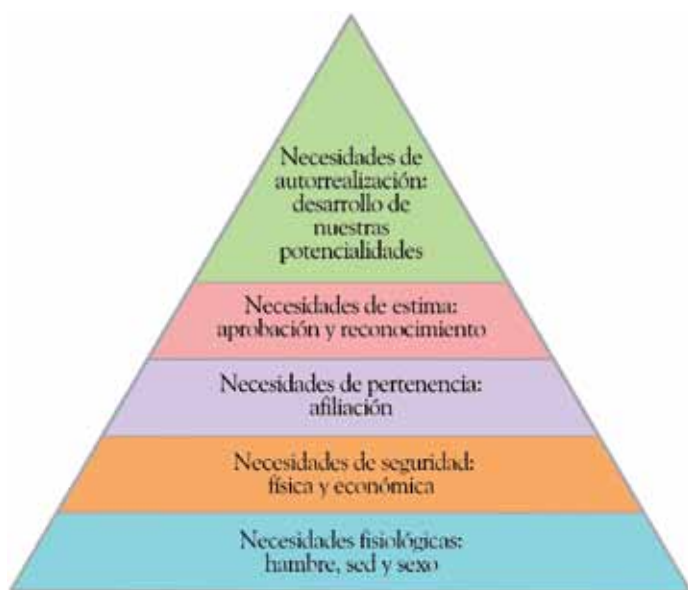 Necesidades de
autorrealización:
desarrollo de
nuestras
potencialidades
Necesidades de estima:
aprobación y reconocimiento
Necesidades de pertenencia:
afiliación
Necesidades de seguridad:
física y económica
Necesidades fisiológicas:
hambre, sed y sexo